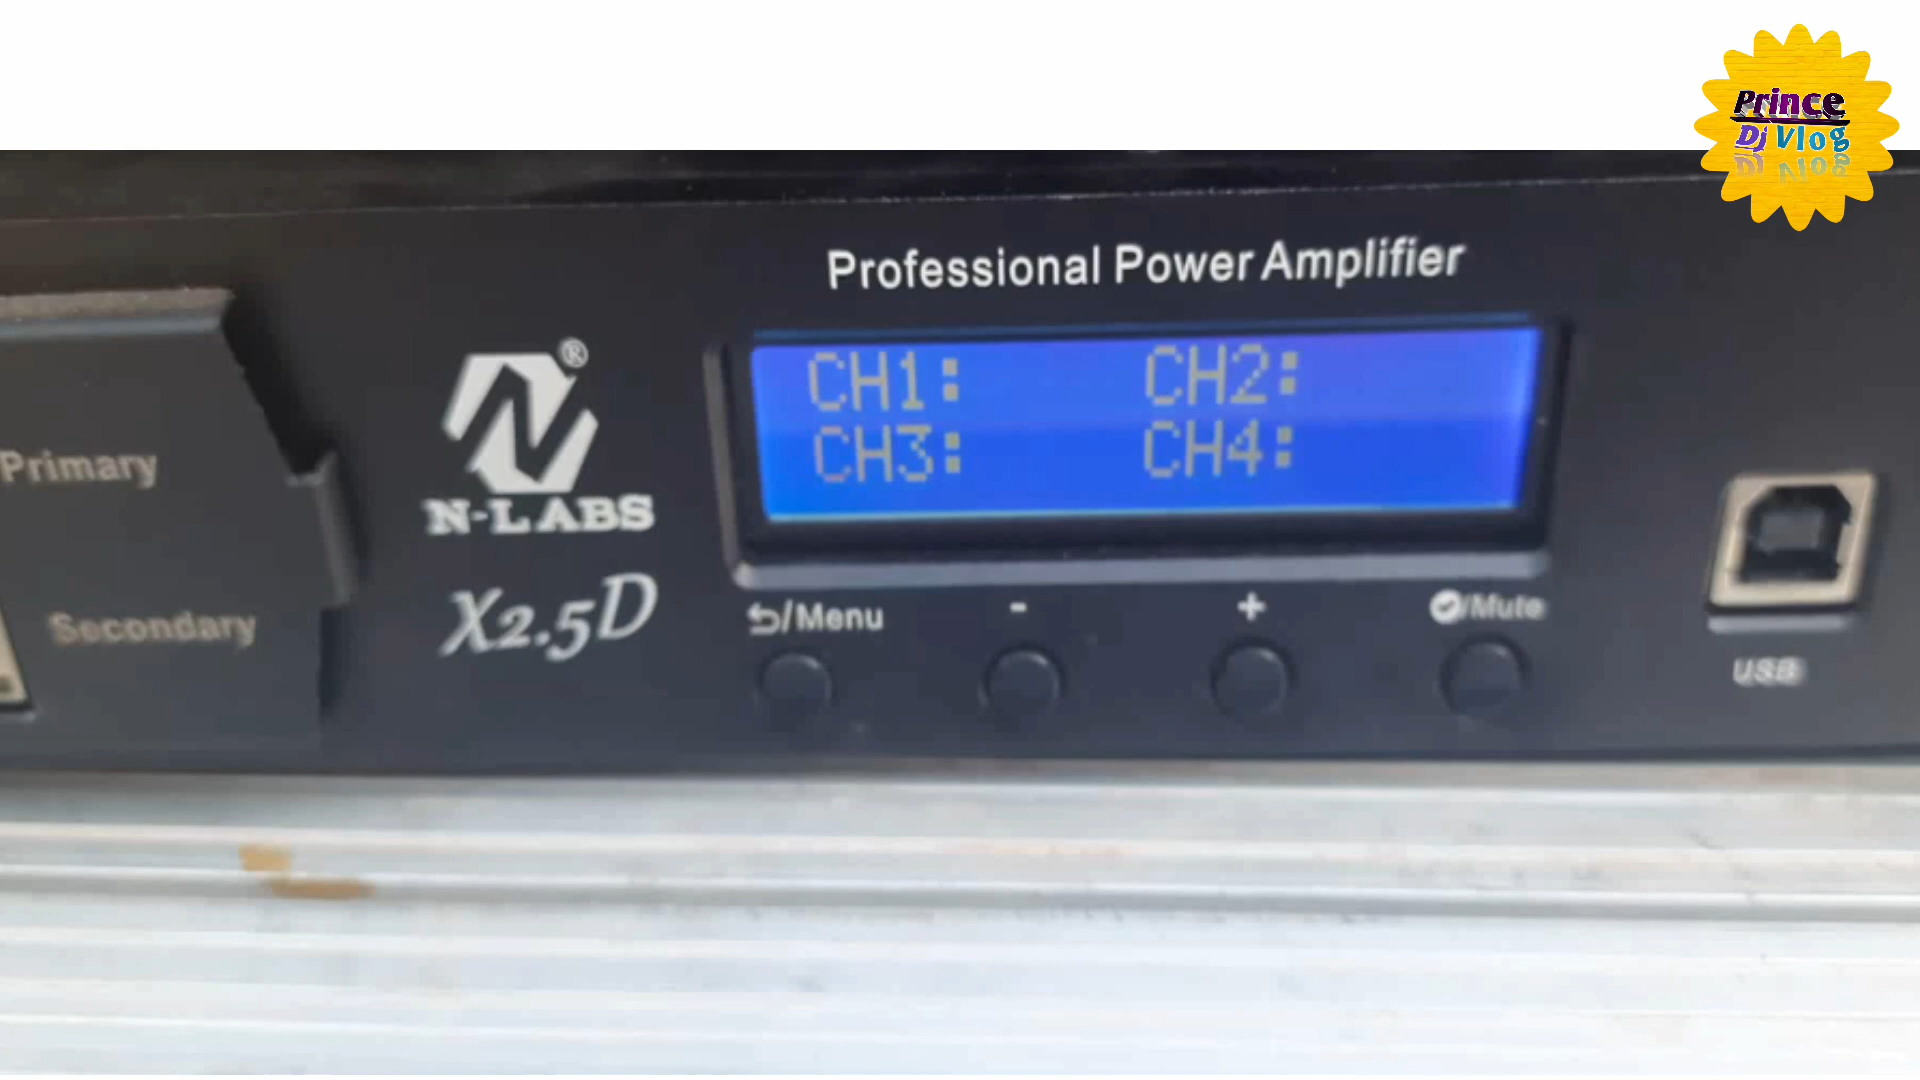 Prince
Dj Vlog
Professional Power Amplifier
®
N-LABS
X2.5D
CH1: CH2:
CH3: CH4:
Primary
Secondary
/Menu - + /Mute
USB